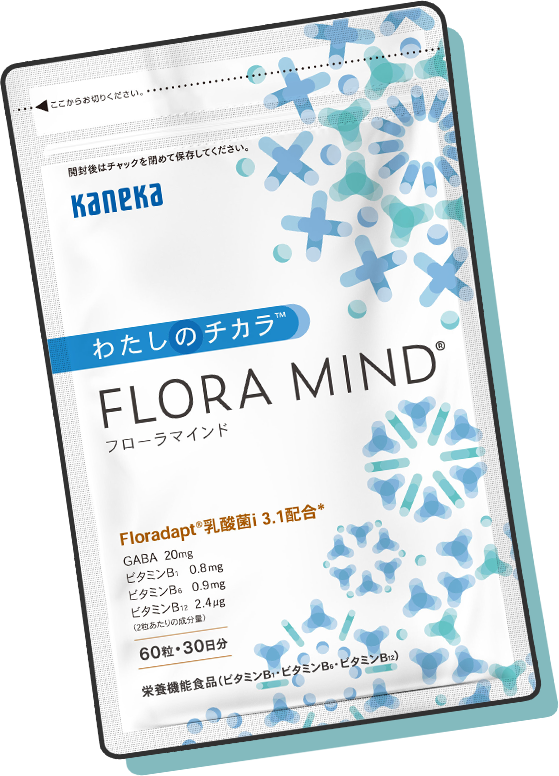 ここからお切りください。
開封後はチャックを閉めて保存してください。
Kaneka
わたしのチカラ™
FLORA MIND®
フローラマインド
Floradapt®乳酸菌i 3.1配合*
GABA 20mg
ビタミンB₁ 0.8mg
ビタミンB₆ 0.9mg
ビタミンB₁₂ 2.4μg
(2粒あたりの成分量)
60粒・30日分
栄養機能食品(ビタミンB₁・ビタミンB₆・ビタミンB₁₂)